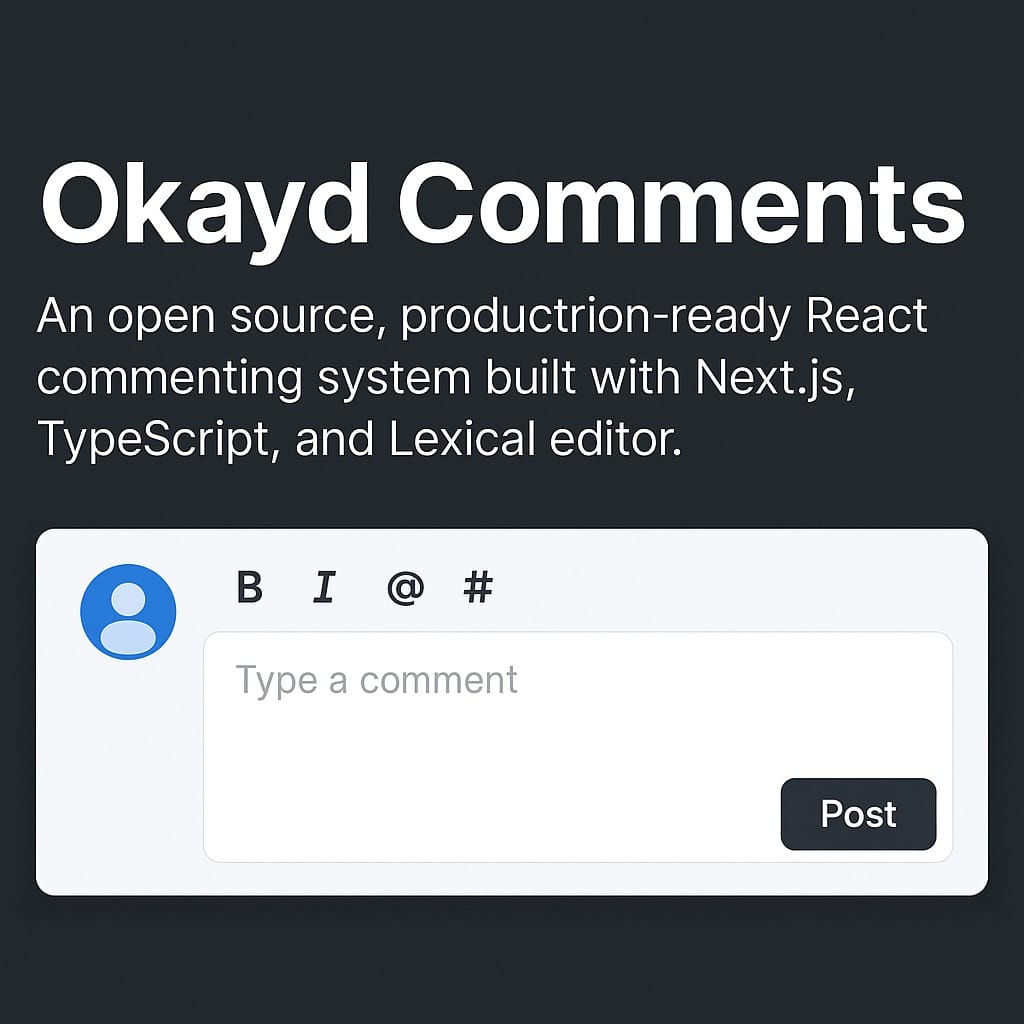 Okayd Comments
An open source, productrion-ready React
commenting system built with Next.js,
TypeScript, and Lexical editor.
B I @ #
Type a comment
Post